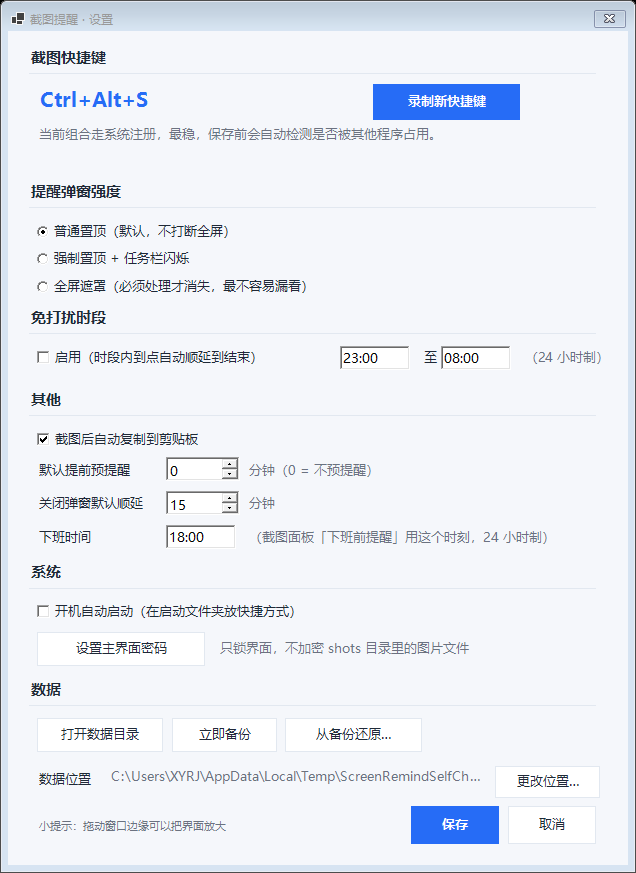 截图提醒 · 设置
截图快捷键
Ctrl+Alt+S
录制新快捷键
当前组合走系统注册，最稳，保存前会自动检测是否被其他程序占用。
提醒弹窗强度
普通置顶（默认，不打断全屏）
强制置顶 + 任务栏闪烁
全屏遮罩（必须处理才消失，最不容易漏看）
免打扰时段
启用（时段内到点自动顺延到结束） 23:00 至 08:00 （24 小时制）
其他
截图后自动复制到剪贴板
默认提前预提醒 0 分钟（0 = 不预提醒）
关闭弹窗默认顺延 15 分钟
下班时间 18:00 （截图面板「下班前提醒」用这个时刻，24 小时制）
系统
开机自动启动（在启动文件夹放快捷方式）
设置主界面密码 只锁界面，不加密 shots 目录里的图片文件
数据
打开数据目录 立即备份 从备份还原...
数据位置 C:\Users\XYRJ\AppData\Local\Temp\ScreenRemindSelfCh... 更改位置...
小提示：拖动窗口边缘可以把界面放大 保存 取消